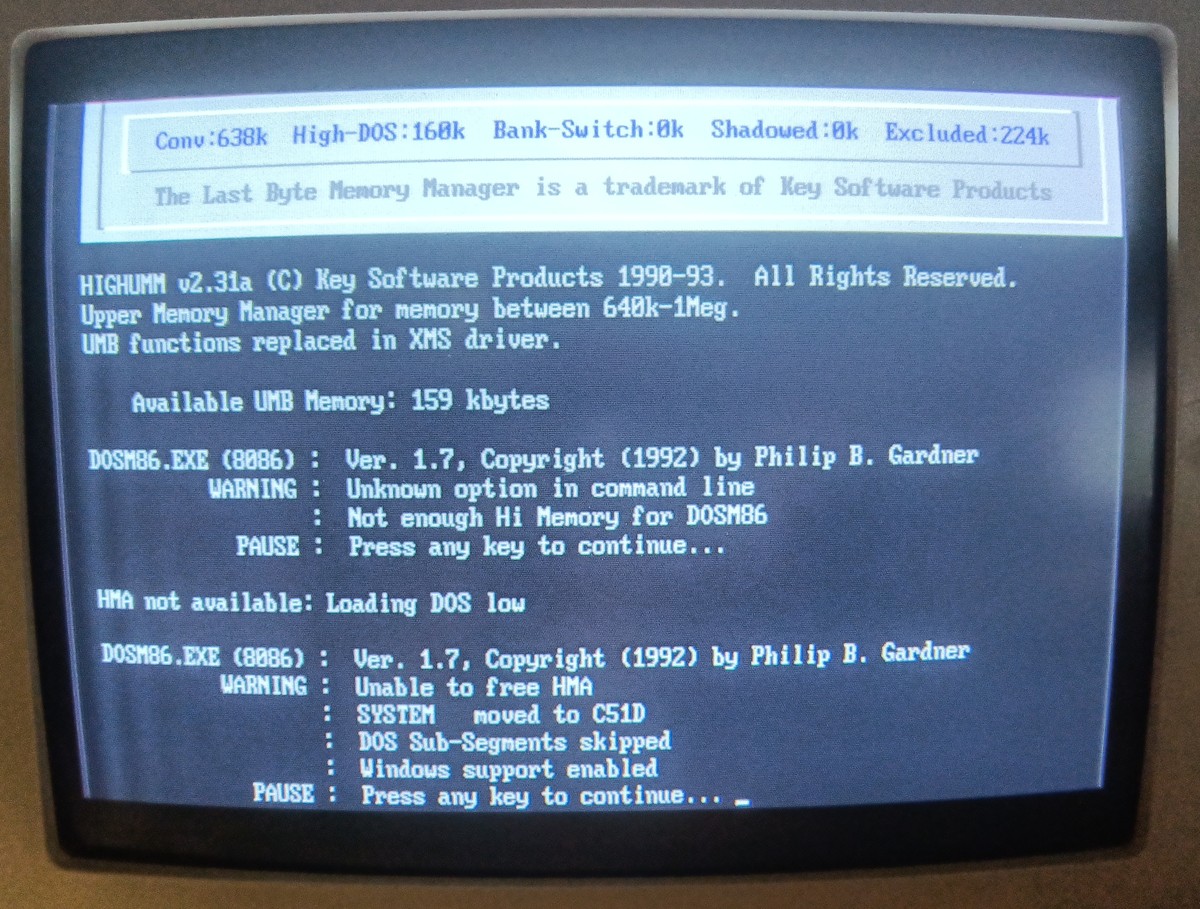 Conv:638k High-DOS:160k Bank-Switch:0k Shadowed:0k Excluded:224k
The Last Byte Memory Manager is a trademark of Key Software Products
HIGHUMM v2.31a (C) Key Software Products 1990-93. All Rights Reserved.
Upper Memory Manager for memory between 640k-1Meg.
UMB functions replaced in XMS driver.
Available UMB Memory: 159 kbytes
DOSM86.EXE (8086) : Ver. 1.7, Copyright (1992) by Philip B. Gardner
WARNING : Unknown option in command line
: Not enough Hi Memory for DOSM86
PAUSE : Press any key to continue...
HMA not available: Loading DOS low
DOSM86.EXE (8086) : Ver. 1.7, Copyright (1992) by Philip B. Gardner
WARNING : Unable to free HMA
: SYSTEM moved to C51D
: DOS Sub-Segments skipped
: Windows support enabled
PAUSE : Press any key to continue... _